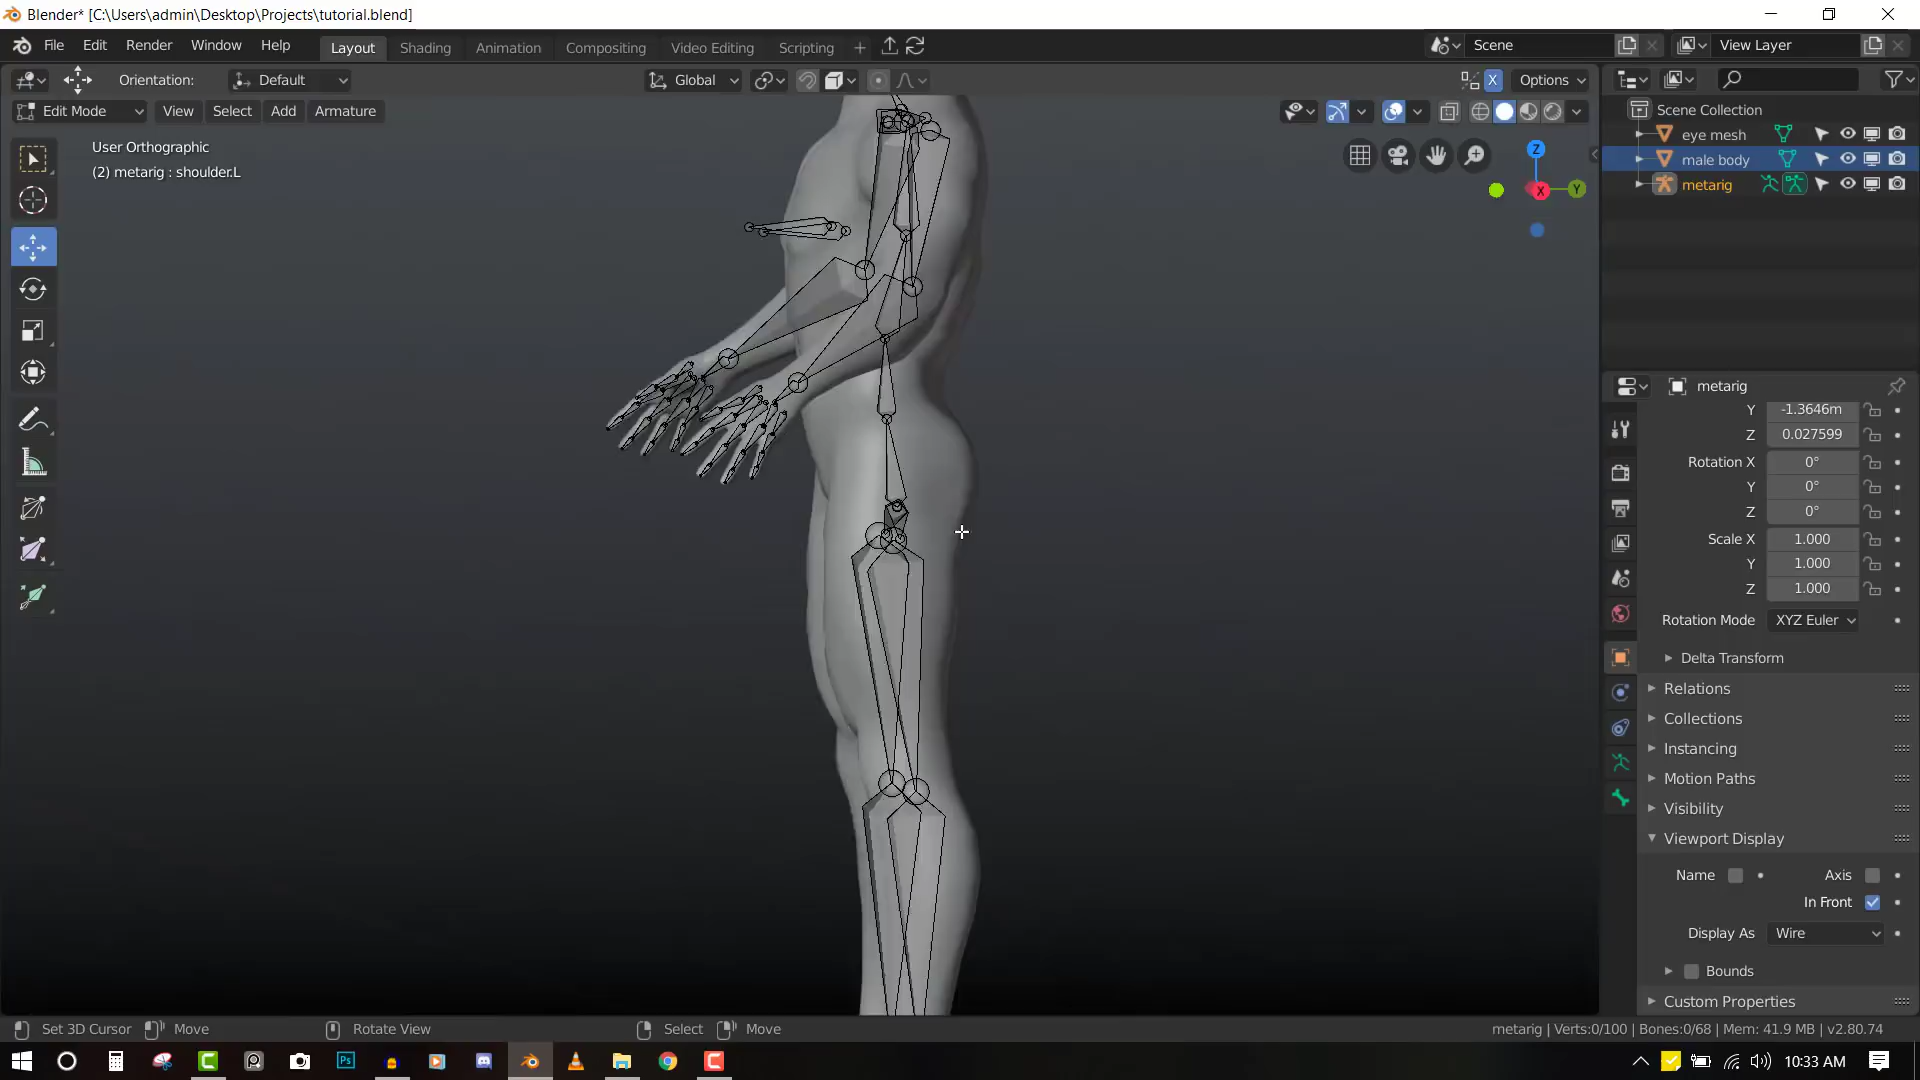 Blender* [C:\Users\admin\Desktop\Projects\tutorial.blend]
File Edit Render Window Help Layout Shading Animation Compositing Video Editing Scripting Scene View Layer
Orientation: Default Global X Options
Edit Mode View Select Add Armature
Scene Collection
eye mesh
male body
metarig
User Orthographic
(2) metarig : shoulder.L
Z
Y
X
metarig
Y -1.3646m
Z 0.027599
Rotation X 0°
Y 0°
Z 0°
Scale X 1.000
Y 1.000
Z 1.000
Rotation Mode XYZ Euler
Delta Transform
Relations
Collections
Instancing
Motion Paths
Visibility
Viewport Display
Name Axis
In Front
Display As Wire
Bounds
Custom Properties
Set 3D Cursor Move Rotate View Select Move metarig | Verts:0/100 | Bones:0/68 | Mem: 41.9 MB | v2.80.74
Ps 10:33 AM